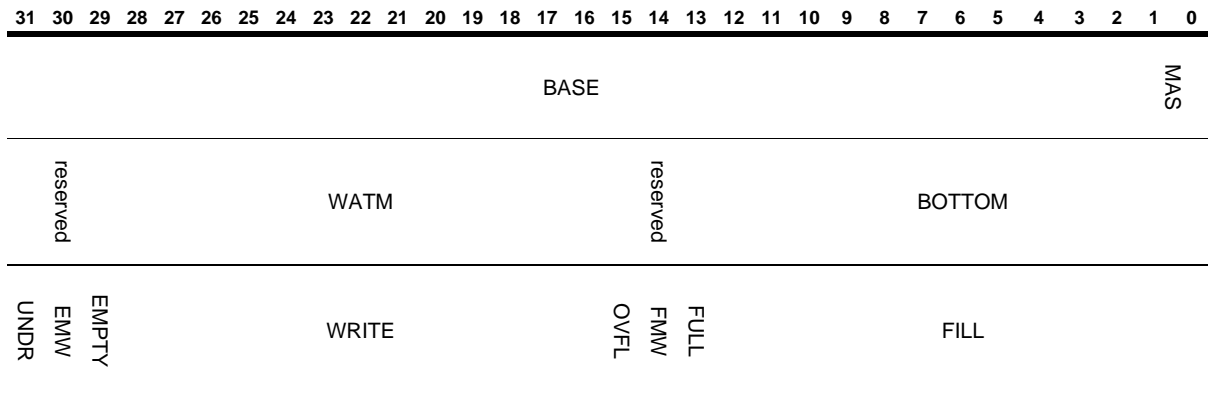 31 30 29 28 27 26 25 24 23 22 21 20 19 18 17 16 15 14 13 12 11 10 9 8 7 6 5 4 3 2 1 0
BASE MAS
reserved WATM reserved BOTTOM
UNDR EMW EMPTY WRITE OVFL FMW FULL FILL